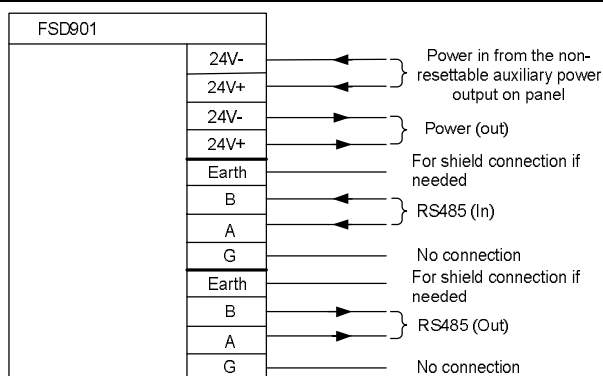 FSD901
24V-
24V+
Power in from the non-
resettable auxiliary power
output on panel
24V-
24V+
Power (out)
Earth
For shield connection if
needed
B
A
RS485 (In)
G
No connection
Earth
For shield connection if
needed
B
A
RS485 (Out)
G
No connection